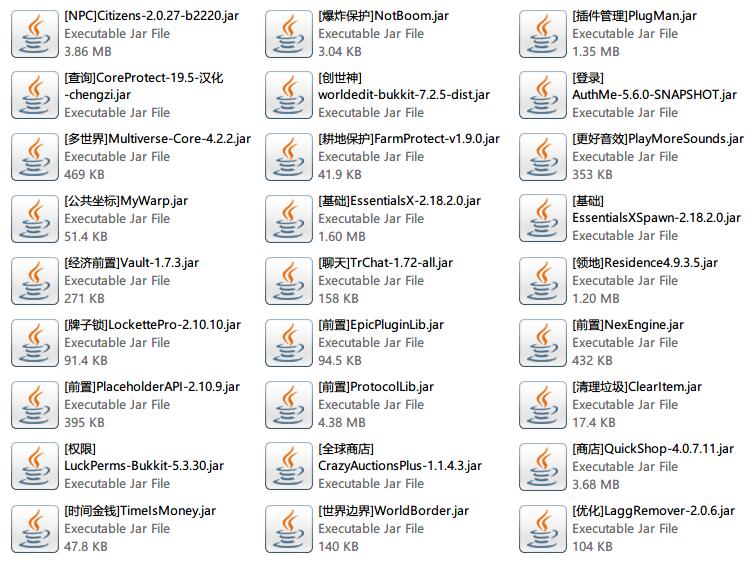 [NPC]Citizens-2.0.27-b2220.jar
Executable Jar File
3.86 MB
[爆炸保护]NotBoom.jar
Executable Jar File
3.04 KB
[插件管理]PlugMan.jar
Executable Jar File
1.35 MB
[查询]CoreProtect-19.5-汉化
-chengzi.jar
Executable Jar File
[创世神]
worldedit-bukkit-7.2.5-dist.jar
Executable Jar File
[登录]
AuthMe-5.6.0-SNAPSHOT.jar
Executable Jar File
[多世界]Multiverse-Core-4.2.2.jar
Executable Jar File
469 KB
[耕地保护]FarmProtect-v1.9.0.jar
Executable Jar File
41.9 KB
[更好音效]PlayMoreSounds.jar
Executable Jar File
353 KB
[公共坐标]MyWarp.jar
Executable Jar File
51.4 KB
[基础]EssentialsX-2.18.2.0.jar
Executable Jar File
1.60 MB
[基础]
EssentialsXSpawn-2.18.2.0.jar
Executable Jar File
[经济前置]Vault-1.7.3.jar
Executable Jar File
271 KB
[聊天]TrChat-1.72-all.jar
Executable Jar File
158 KB
[领地]Residence4.9.3.5.jar
Executable Jar File
1.20 MB
[牌子锁]LockettePro-2.10.10.jar
Executable Jar File
91.4 KB
[前置]EpicPluginLib.jar
Executable Jar File
94.5 KB
[前置]NexEngine.jar
Executable Jar File
432 KB
[前置]PlaceholderAPI-2.10.9.jar
Executable Jar File
395 KB
[前置]ProtocolLib.jar
Executable Jar File
4.38 MB
[清理垃圾]ClearItem.jar
Executable Jar File
17.4 KB
[权限]
LuckPerms-Bukkit-5.3.30.jar
Executable Jar File
[全球商店]
CrazyAuctionsPlus-1.1.4.3.jar
Executable Jar File
[商店]QuickShop-4.0.7.11.jar
Executable Jar File
3.68 MB
[时间金钱]TimeIsMoney.jar
Executable Jar File
47.8 KB
[世界边界]WorldBorder.jar
Executable Jar File
140 KB
[优化]LaggRemover-2.0.6.jar
Executable Jar File
104 KB